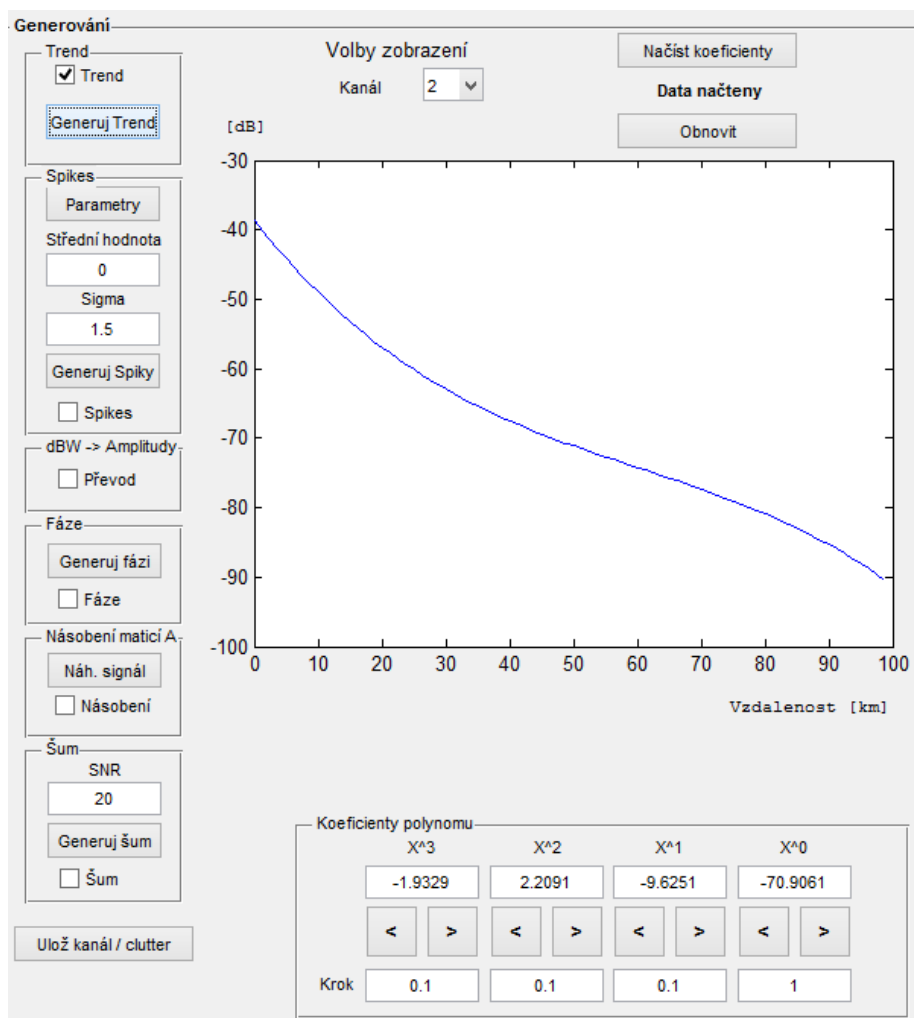 Generování
Trend
Trend
Generuj Trend
Spikes
Parametry
Střední hodnota
0
Sigma
1.5
Generuj Spiky
Spikes
dBW -> Amplitudy
Převod
Fáze
Generuj fázi
Fáze
Násobení maticí A
Náh. signál
Násobení
Šum
SNR
20
Generuj šum
Šum
Ulož kanál / clutter
Volby zobrazení
Kanál 2
Načíst koeficienty
Data načteny
Obnovit
[dB]
-30
-40
-50
-60
-70
-80
-90
-100
0 10 20 30 40 50 60 70 80 90 100
Vzdalenost [km]
Koeficienty polynomu
X^3 X^2 X^1 X^0
-1.9329 2.2091 -9.6251 -70.9061
< > < > < > < >
Krok 0.1 0.1 0.1 1